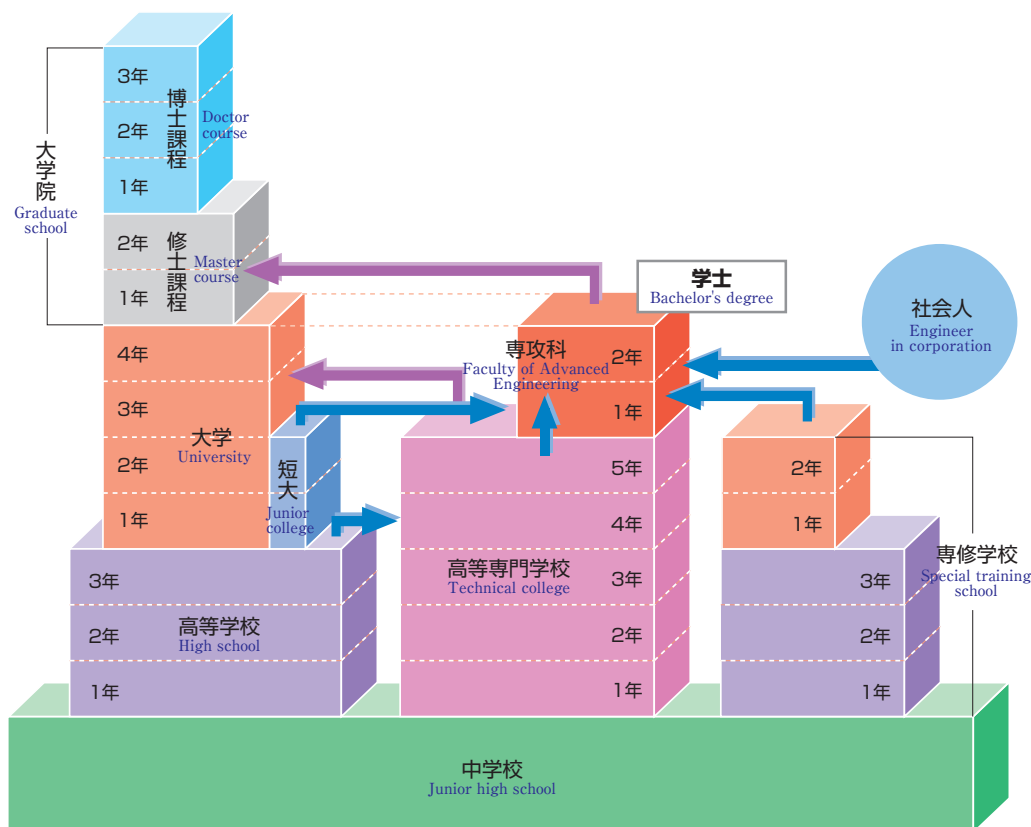 3年
2年
1年
博士課程
Doctor
course
大学院
Graduate
school
2年
1年
修士課程
Master
course
学士
Bachelor's degree
社会人
Engineer
in corporation
4年
3年
2年
1年
大学
University
短大
Junior
college
専攻科
Faculty of Advanced
Engineering
2年
1年
5年
4年
3年
2年
1年
高等専門学校
Technical college
2年
1年
3年
2年
1年
専修学校
Special training
school
3年
2年
1年
高等学校
High school
中学校
Junior high school